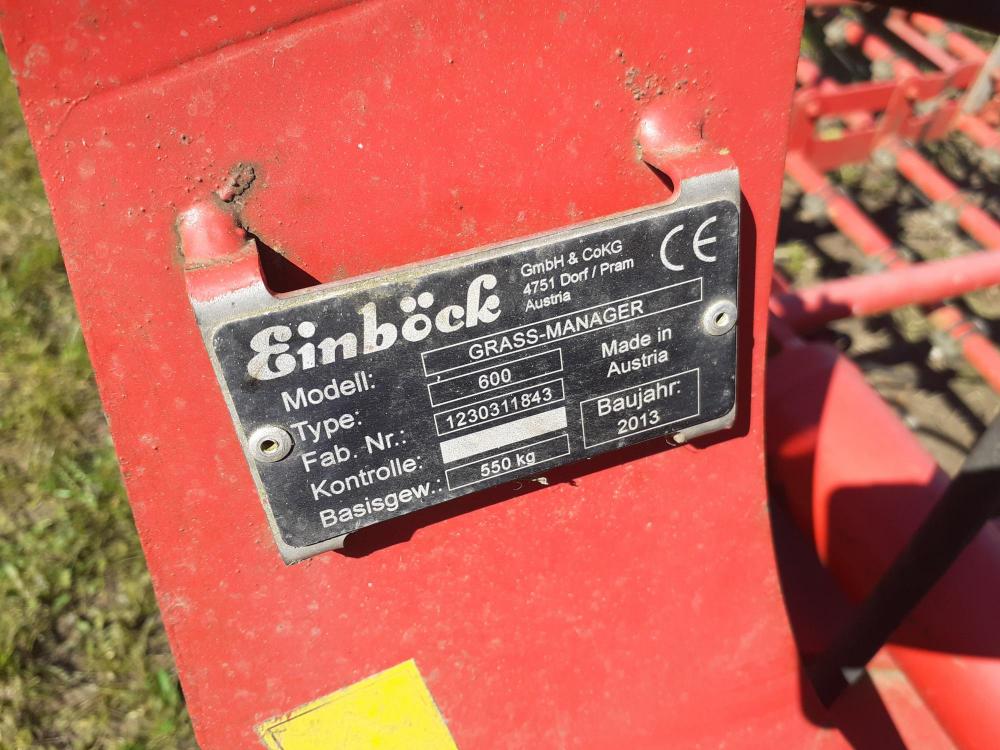 Einböck
GmbH & CoKG
4751 Dorf / Pram
Austria
CE
Modell: GRASS-MANAGER
Type: 600
Fab. Nr.: 1230311843
Kontrolle:
Basisgew.: 550 kg
Made in
Austria
Baujahr:
2013